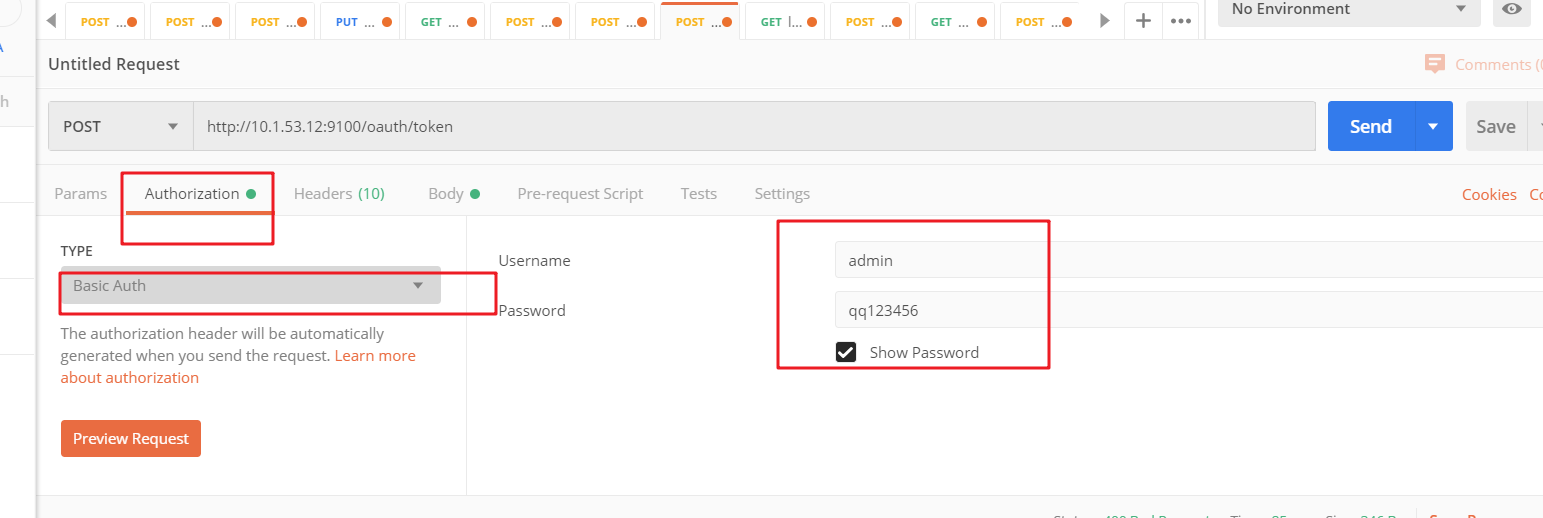 POST ... POST ... POST ... PUT ... GET ... POST ... POST ... POST ... GET l... POST ... GET ... POST ... No Environment
Untitled Request Comments (0
POST http://10.1.53.12:9100/oauth/token Send Save
Params Authorization Headers (10) Body Pre-request Script Tests Settings Cookies Co
TYPE
Basic Auth
The authorization header will be automatically
generated when you send the request. Learn more
about authorization
Preview Request
Username admin
Password qq123456
Show Password